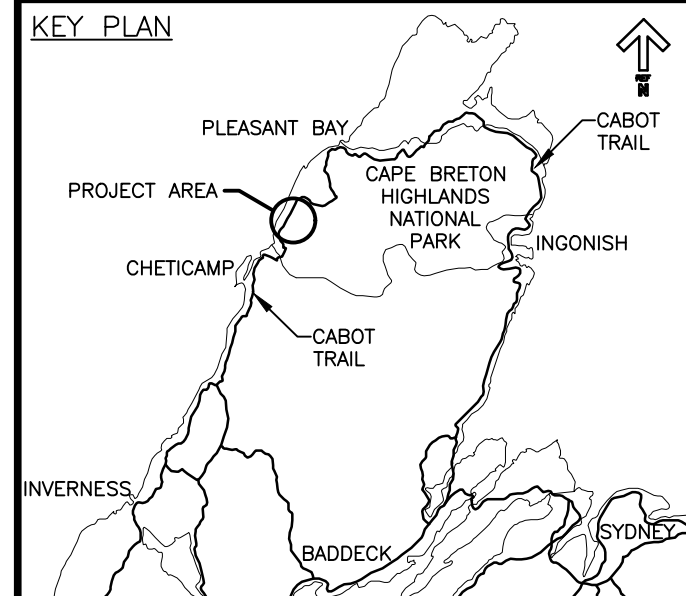 KEY PLAN
REF
N
CABOT
TRAIL
PLEASANT BAY
CAPE BRETON
HIGHLANDS
NATIONAL
PARK
PROJECT AREA
INGONISH
CHETICAMP
CABOT
TRAIL
INVERNESS
BADDECK
SYDNEY